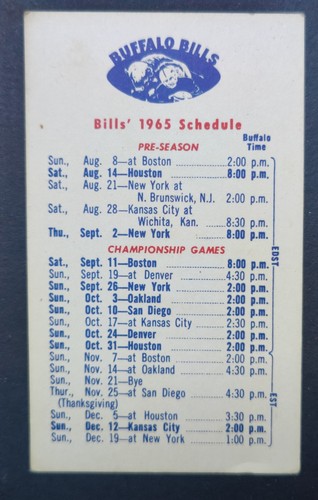 BUFFALO BILLS
Bills' 1965 Schedule
Buffalo
Time
PRE-SEASON
Sun., Aug. 8—at Boston 2:00 p.m.
Sat., Aug. 14—Houston 8:00 p.m.
Sat., Aug. 21—New York at
N. Brunswick, N.J. 2:00 p.m.
Sat., Aug. 28—Kansas City at
Wichita, Kan. 8:30 p.m.
Thu., Sept. 2—New York 8:00 p.m.
CHAMPIONSHIP GAMES
Sat., Sept. 11—Boston 8:00 p.m.
Sun., Sept. 19—at Denver 4:30 p.m.
Sun., Sept. 26—New York 2:00 p.m.
Sun., Oct. 3—Oakland 2:00 p.m.
Sun., Oct. 10—San Diego 2:00 p.m.
Sun., Oct. 17—at Kansas City 2:30 p.m.
Sun., Oct. 24—Denver 2:00 p.m.
Sun., Oct. 31—Houston 2:00 p.m.
EDST
Sun., Nov. 7—at Boston 2:00 p.m.
Sun., Nov. 14—at Oakland 4:30 p.m.
Sun., Nov. 21—Bye
Thur., Nov. 25—at San Diego 4:30 p.m.
(Thanksgiving)
Sun., Dec. 5—at Houston 3:30 p.m.
Sun., Dec. 12—Kansas City 2:00 p.m.
Sun., Dec. 19—at New York 1:00 p.m.
EST